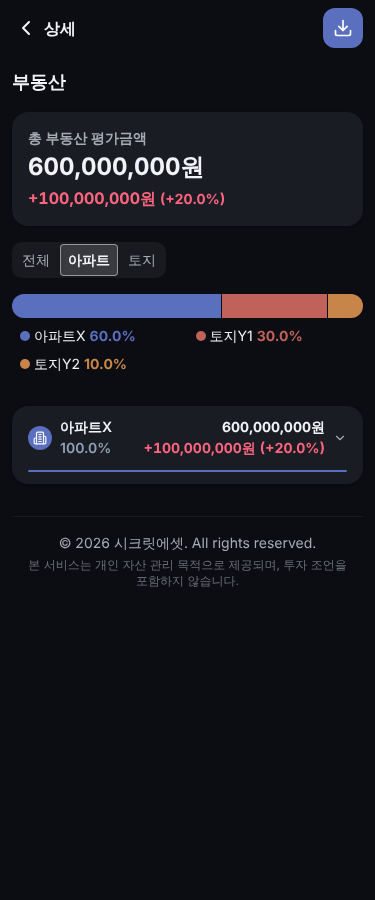 상세
부동산
총 부동산 평가금액
600,000,000원
+100,000,000원 (+20.0%)
전체 아파트 토지
아파트X 60.0% 토지Y1 30.0%
토지Y2 10.0%
아파트X 600,000,000원
100.0% +100,000,000원 (+20.0%)
© 2026 시크릿에셋. All rights reserved.
본 서비스는 개인 자산 관리 목적으로 제공되며, 투자 조언을
포함하지 않습니다.